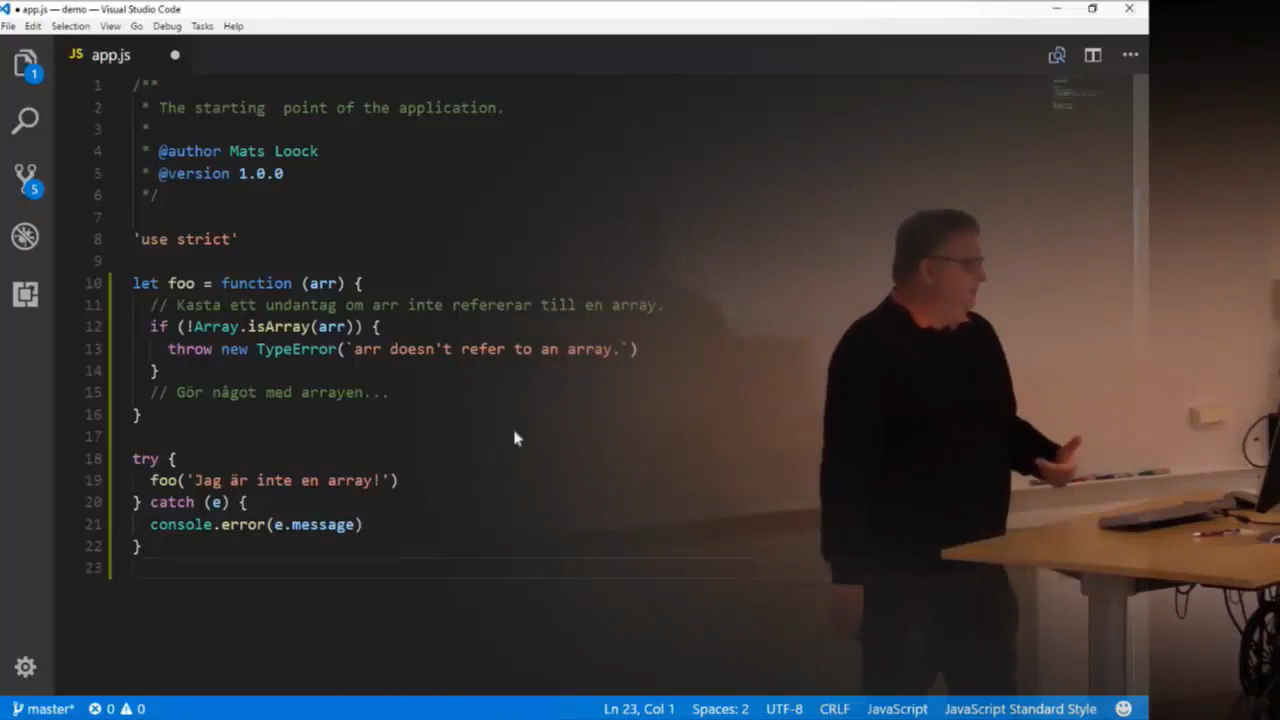 app.js — demo — Visual Studio Code
File Edit Selection View Go Debug Tasks Help
JS app.js
1 /**
2  * The starting  point of the application.
3  *
4  * @author Mats Loock
5  * @version 1.0.0
6  */
7
8 'use strict'
9
10 let foo = function (arr) {
11   // Kasta ett undantag om arr inte refererar till en array.
12   if (!Array.isArray(arr)) {
13     throw new TypeError(`arr doesn't refer to an array.`)
14   }
15   // Gör något med arrayen...
16 }
17
18 try {
19   foo('Jag är inte en array!')
20 } catch (e) {
21   console.error(e.message)
22 }
23
1
5
master* 0 0 Ln 23, Col 1 Spaces: 2 UTF-8 CRLF JavaScript JavaScript Standard Style